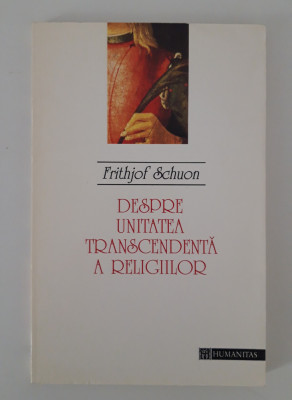 Frithjof Schuon
DESPRE
UNITATEA
TRANSCENDENTĂ
A RELIGIILOR
HUMANITAS